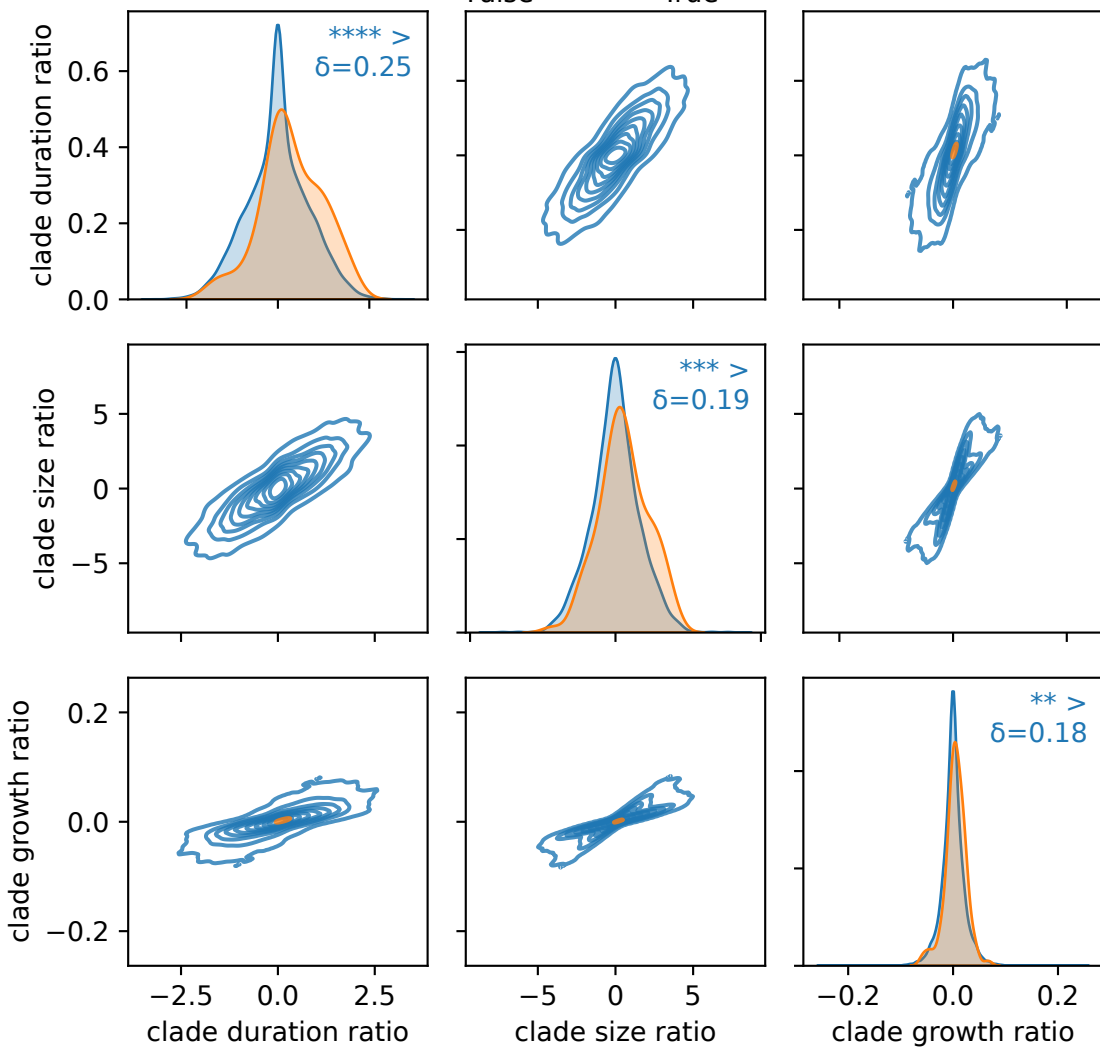 clade duration ratio
0.6
0.4
0.2
0.0
**** >
δ=0.25
clade size ratio
5
0
−5
*** >
δ=0.19
clade growth ratio
0.2
0.0
−0.2
** >
δ=0.18
−2.5 0.0 2.5
−5 0 5
−0.2 0.0 0.2
clade duration ratio
clade size ratio
clade growth ratio